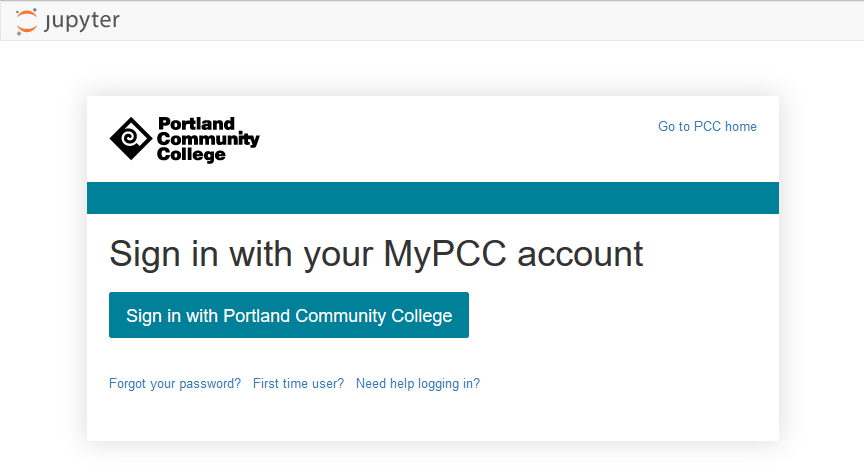 jupyter
Portland
Community
College
Go to PCC home
Sign in with your MyPCC account
Sign in with Portland Community College
Forgot your password? First time user? Need help logging in?